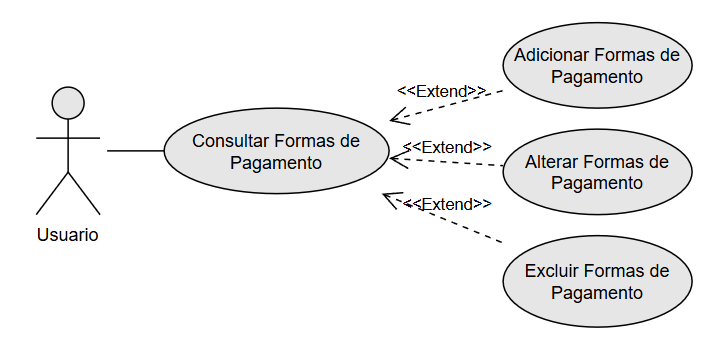 Adicionar Formas de
Pagamento
<<Extend>>
Consultar Formas de
Pagamento
<<Extend>>
Alterar Formas de
Pagamento
<<Extend>>
Usuario
Excluir Formas de
Pagamento